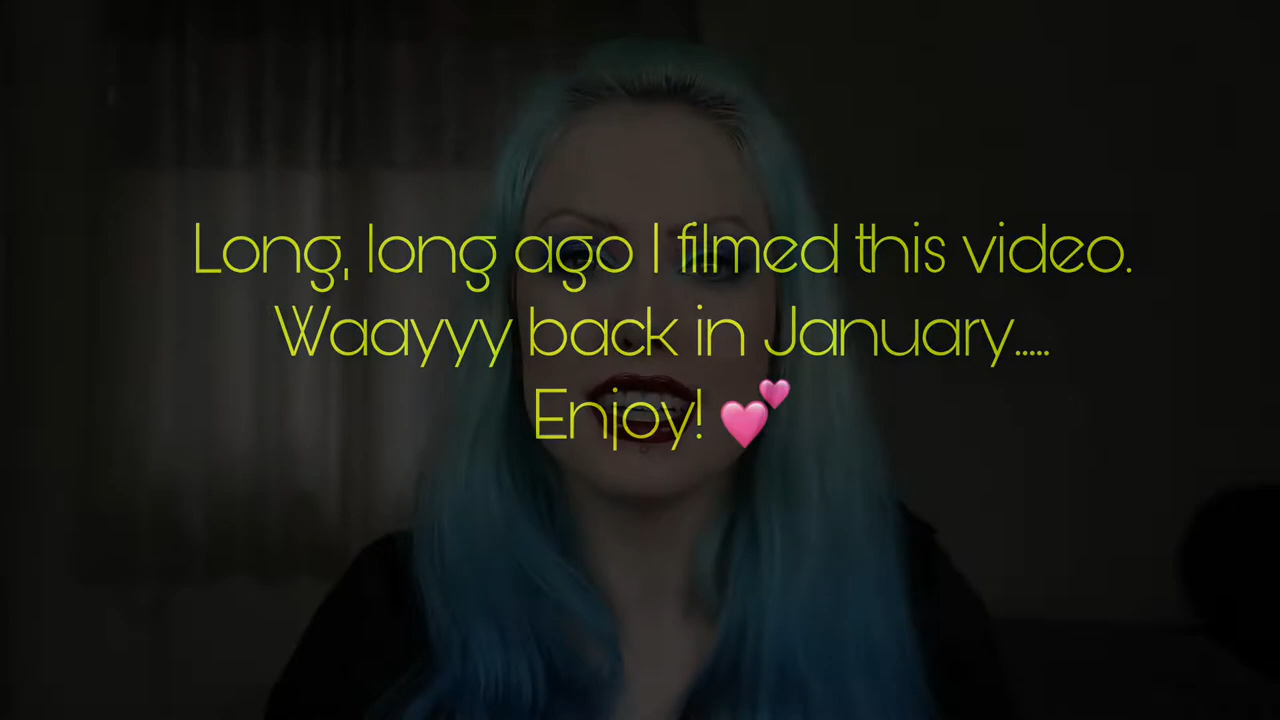 Long, long ago I filmed this video.
Waayyy back in January.....
Enjoy! 💕